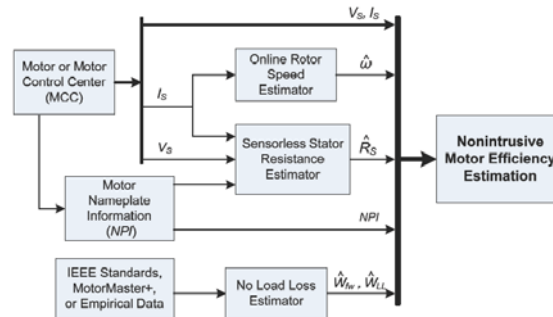 V_S, I_S
Motor or Motor
Control Center
(MCC)
Online Rotor
Speed
Estimator
ω̂
I_S
V_S
Sensorless Stator
Resistance
Estimator
R̂_S
Nonintrusive
Motor Efficiency
Estimation
Motor
Nameplate
Information
(NPI)
NPI
IEEE Standards,
MotorMaster+,
or Empirical Data
No Load Loss
Estimator
Ŵ_fw , Ŵ_LL